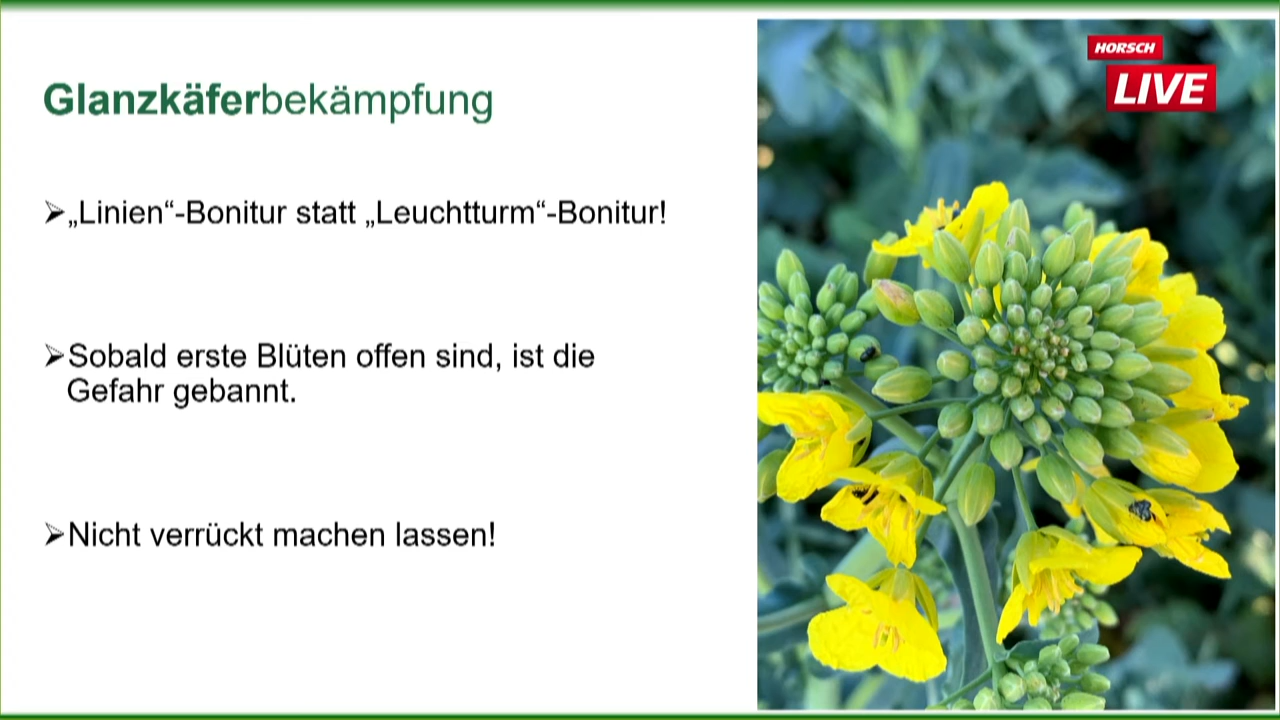 HORSCH
LIVE
Glanzkäferbekämpfung
➢„Linien“-Bonitur statt „Leuchtturm“-Bonitur!
➢Sobald erste Blüten offen sind, ist die
Gefahr gebannt.
➢Nicht verrückt machen lassen!